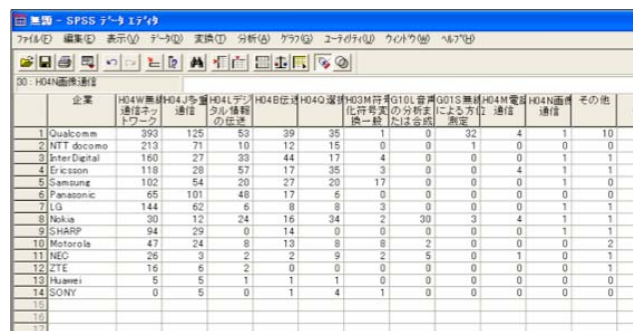 無題 - SPSS データ エディタ
ファイル(F) 編集(E) 表示(V) データ(D) 変換(T) 分析(A) グラフ(G) ユーティリティ(U) ウィンドウ(W) ヘルプ(H)
30 : H04N画像通信
企業 H04W無線通信ネットワーク H04J多重通信 H04Lデジタル情報の伝送 H04B伝送 H04Q選択 H03M符号化符号変換一般 G10L音声の分析または合成 G01S無線による方位測定 H04M電話通信 H04N画像通信 その他
1 Qualcomm 393 125 53 39 35 1 0 32 4 1 10
2 NTT docomo 213 71 10 12 15 0 0 1 0 0 0
3 InterDigital 160 27 33 44 17 4 0 0 0 1 1
4 Ericsson 118 28 57 17 35 3 0 0 4 1 1
5 Samsung 102 54 20 27 20 17 0 0 0 1 0
6 Panasonic 65 101 48 17 6 0 0 0 0 1 0
7 LG 144 62 6 8 8 3 0 0 0 1 1
8 Nokia 30 12 24 16 34 2 30 3 4 1 1
9 SHARP 94 29 0 14 0 0 0 0 0 1 0
10 Motorola 47 24 8 13 8 8 2 0 0 0 2
11 NEC 26 3 2 2 9 2 5 0 1 0 1
12 ZTE 16 6 2 0 0 0 0 0 0 0 1
13 Huawei 5 5 1 1 1 0 0 0 0 0 0
14 SONY 0 5 0 1 4 1 0 0 0 0 0
15
16
17